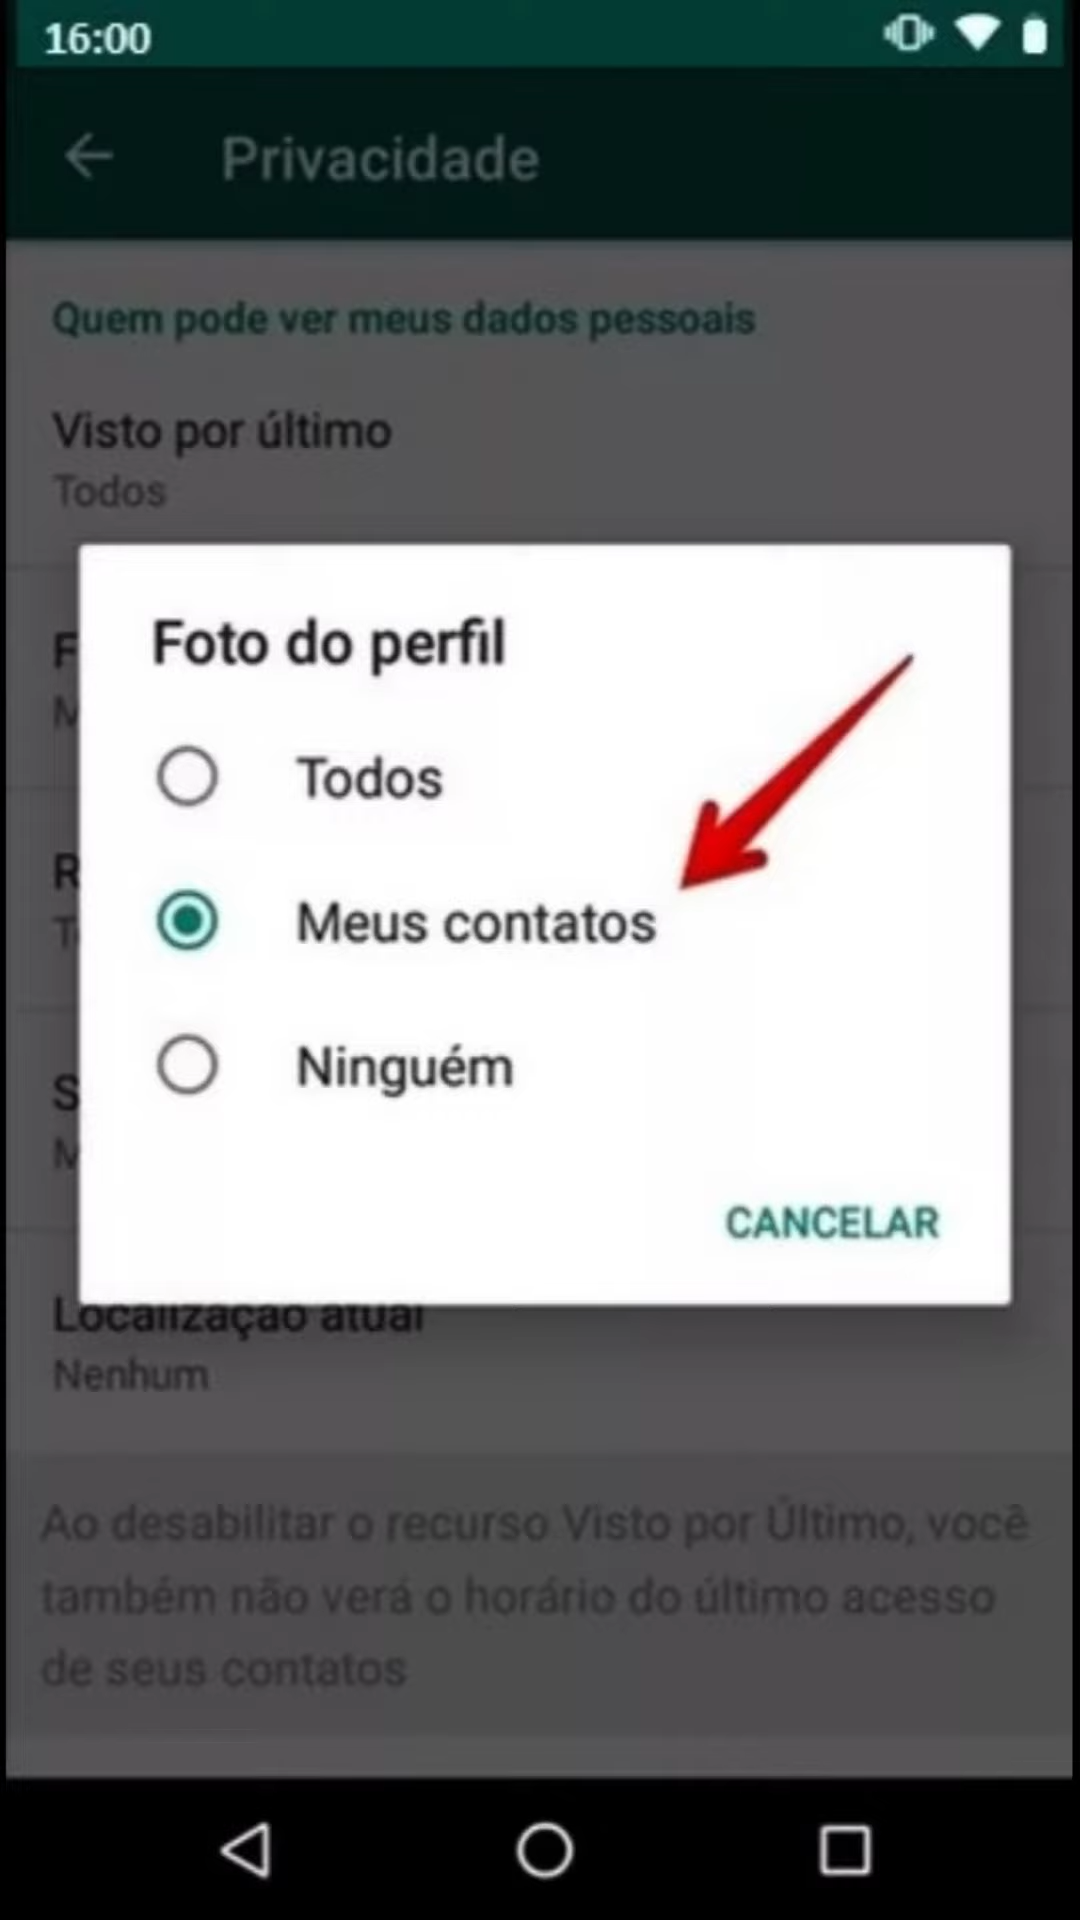 16:00
Privacidade
Quem pode ver meus dados pessoais
Visto por último
Todos
Foto do perfil
Todos
Meus contatos
Ninguém
CANCELAR
Localização atual
Nenhum
Ao desabilitar o recurso Visto por Último, você
também não verá o horário do último acesso
de seus contatos